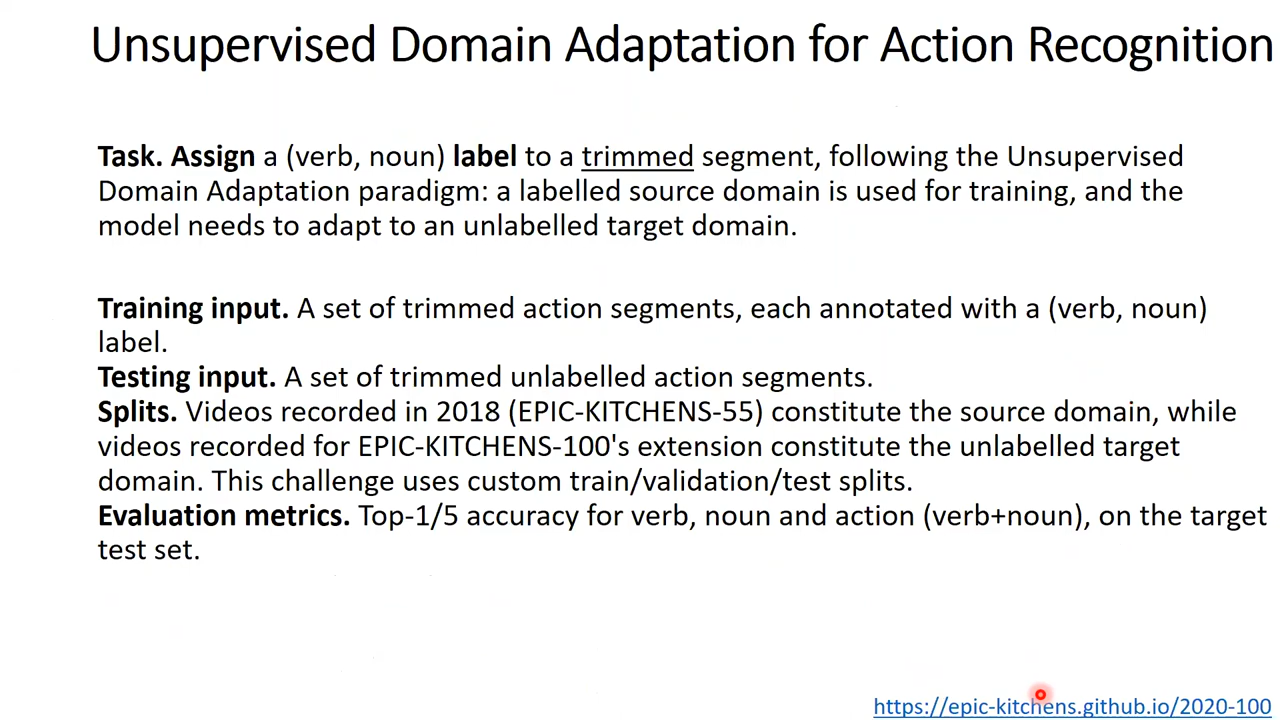 Unsupervised Domain Adaptation for Action Recognition
Task. Assign a (verb, noun) label to a trimmed segment, following the Unsupervised
Domain Adaptation paradigm: a labelled source domain is used for training, and the
model needs to adapt to an unlabelled target domain.
Training input. A set of trimmed action segments, each annotated with a (verb, noun)
label.
Testing input. A set of trimmed unlabelled action segments.
Splits. Videos recorded in 2018 (EPIC-KITCHENS-55) constitute the source domain, while
videos recorded for EPIC-KITCHENS-100's extension constitute the unlabelled target
domain. This challenge uses custom train/validation/test splits.
Evaluation metrics. Top-1/5 accuracy for verb, noun and action (verb+noun), on the target
test set.
https://epic-kitchens.github.io/2020-100